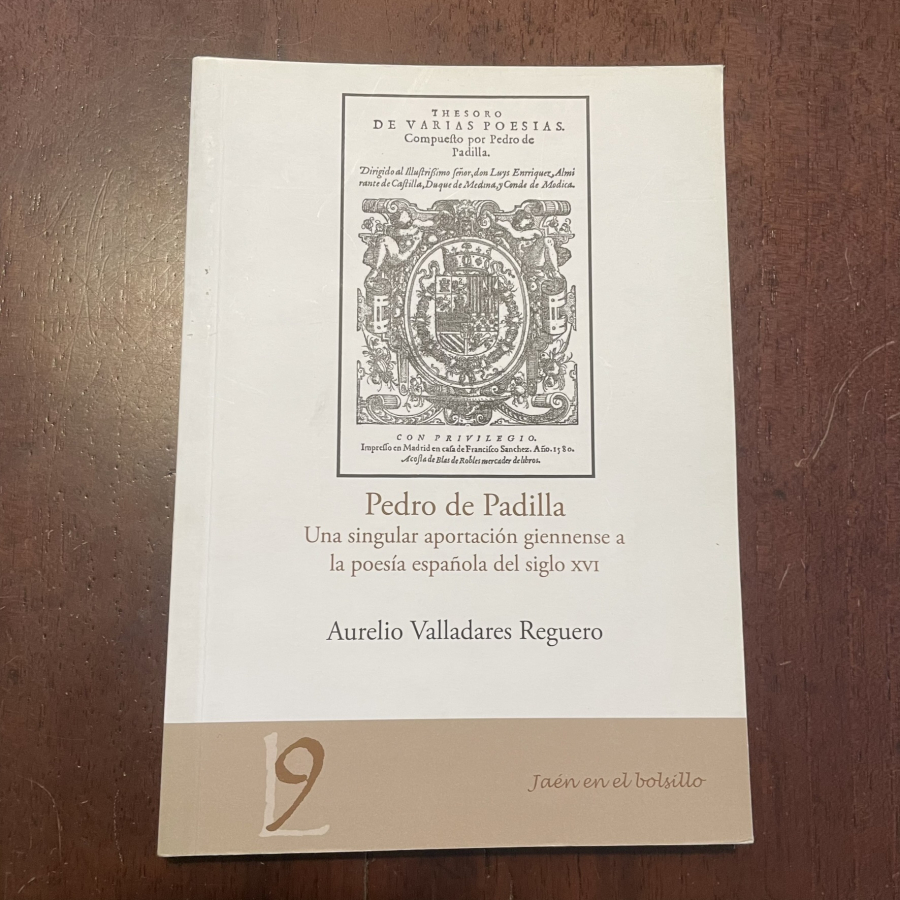 THESORO
DE VARIAS POESIAS.
Compuesto por Pedro de
Padilla.
Dirigido al Illustrissimo señor, don Luys Enrriquez, Almi
rante de Castilla, Duque de Medina, y Conde de Modica.
CON PRIVILEGIO.
Impresso en Madrid en casa de Francisco Sanchez. Año. 1580.
Acosta de Blas de Robles mercader de libros.
Pedro de Padilla
Una singular aportación giennense a
la poesía española del siglo XVI
Aurelio Valladares Reguero
L9
Jaén en el bolsillo